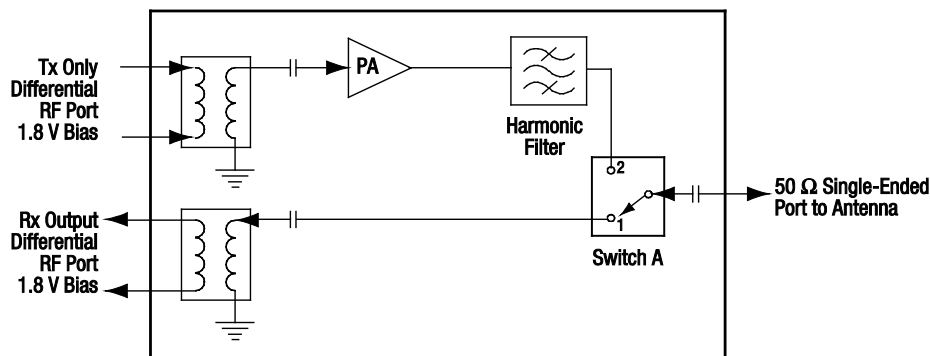 Tx Only
Differential
RF Port
1.8 V Bias
PA
Harmonic
Filter
2
50 Ω Single-Ended
Port to Antenna
1
Switch A
Rx Output
Differential
RF Port
1.8 V Bias